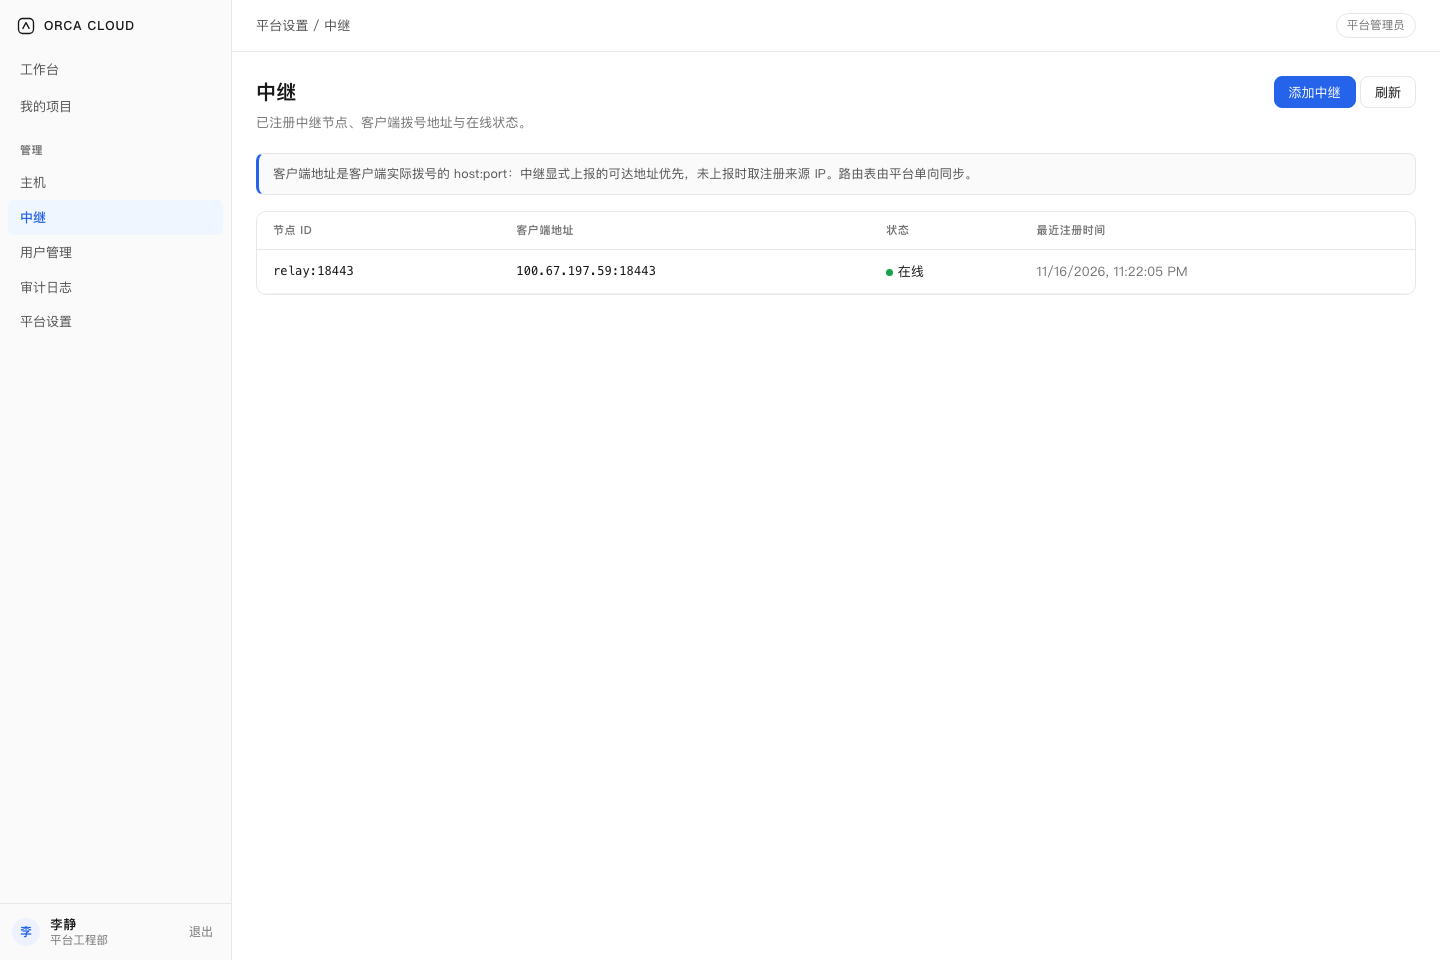 ORCA CLOUD
工作台
我的项目
管理
主机
中继
用户管理
审计日志
平台设置
李
李静
平台工程部
退出
平台设置 / 中继
平台管理员
中继
添加中继
刷新
已注册中继节点、客户端拨号地址与在线状态。
客户端地址是客户端实际拨号的 host:port：中继显式上报的可达地址优先，未上报时取注册来源 IP。路由表由平台单向同步。
节点 ID 客户端地址 状态 最近注册时间
relay:18443 100.67.197.59:18443 在线 11/16/2026, 11:22:05 PM